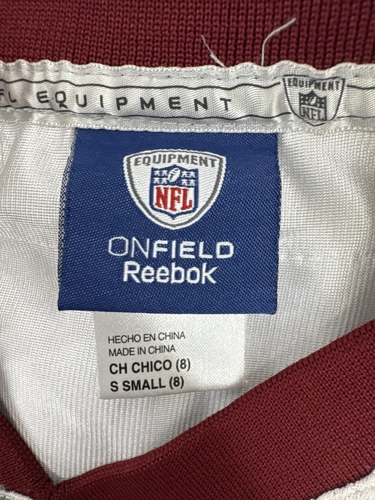 FL EQUIPMENT
EQUIPMENT
NFL
EQUIPMENT
NFL
ONFIELD
Reebok
HECHO EN CHINA
MADE IN CHINA
CH CHICO (8)
S SMALL (8)